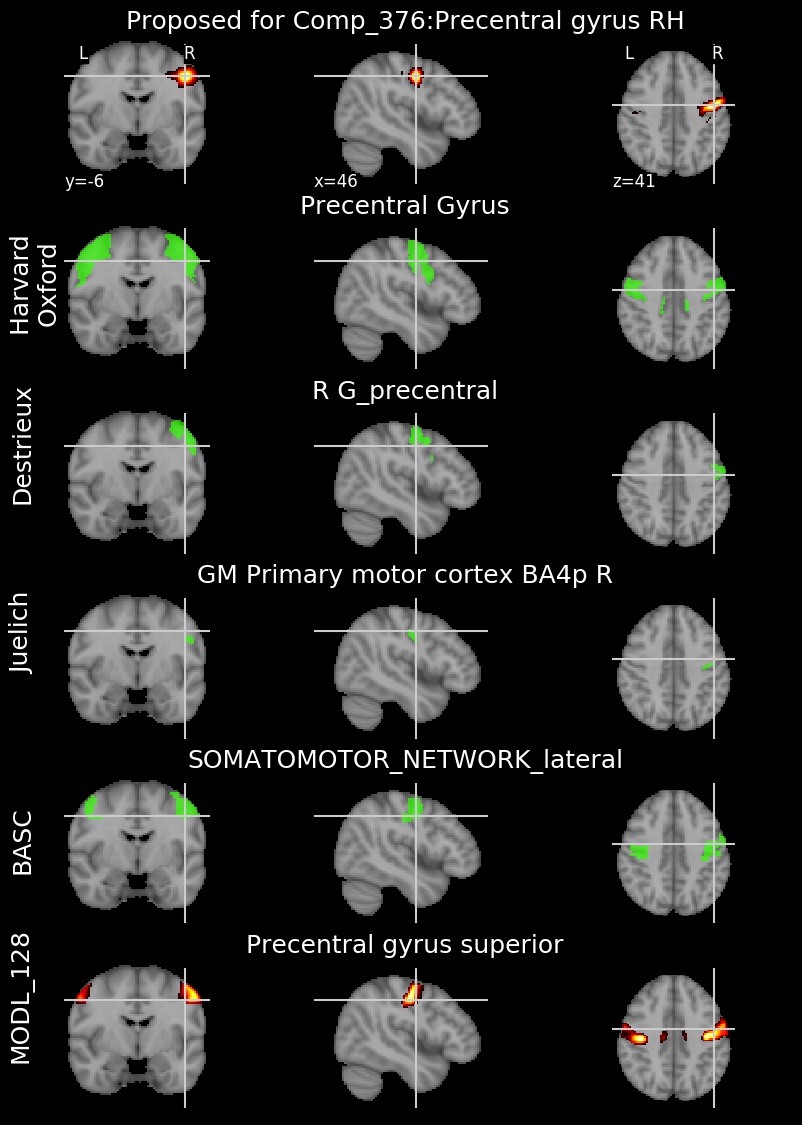 Proposed for Comp_376:Precentral gyrus RH
L
R
L
R
y=-6
x=46
z=41
Precentral Gyrus
Harvard
Oxford
R G_precentral
Destrieux
GM Primary motor cortex BA4p R
Juelich
SOMATOMOTOR_NETWORK_lateral
BASC
Precentral gyrus superior
MODL_128